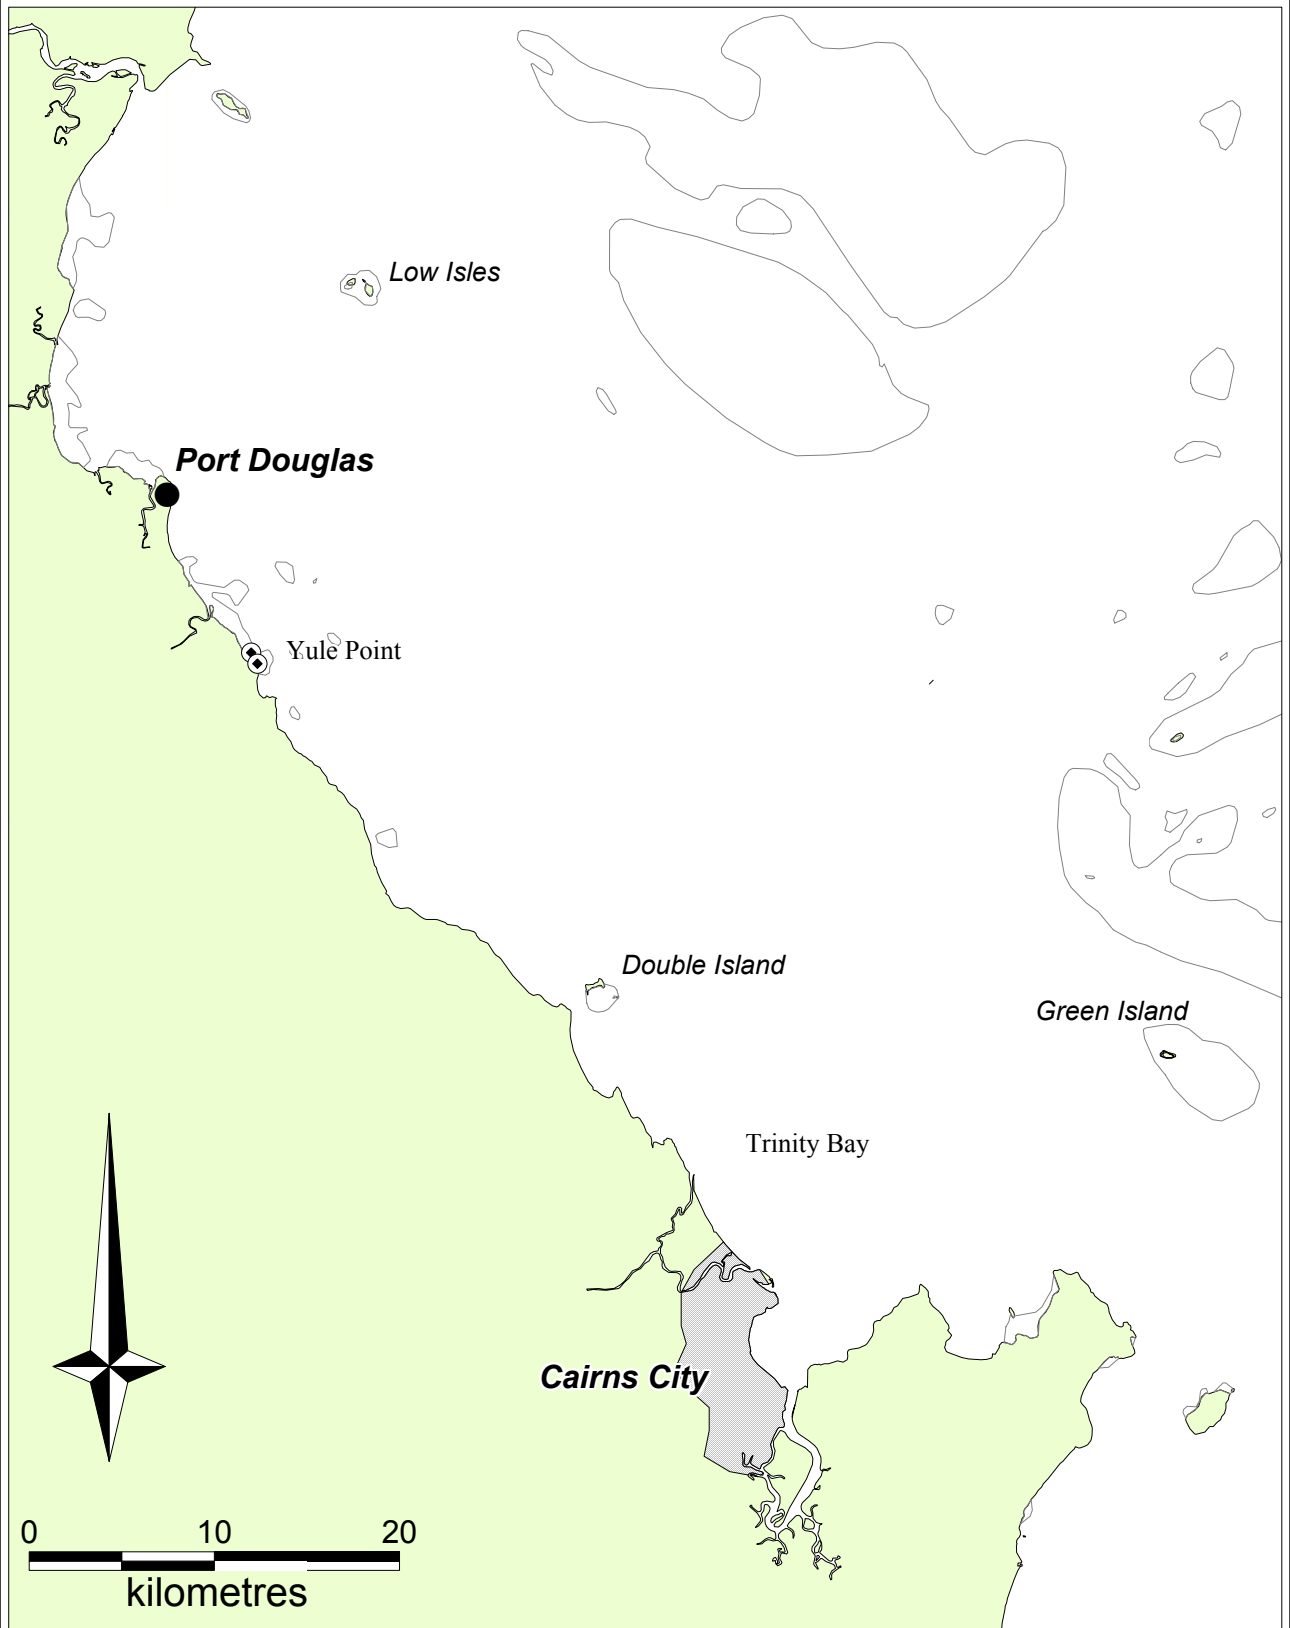 Low Isles
Port Douglas
Yule Point
Double Island
Green Island
Trinity Bay
Cairns City
0 10 20
kilometres